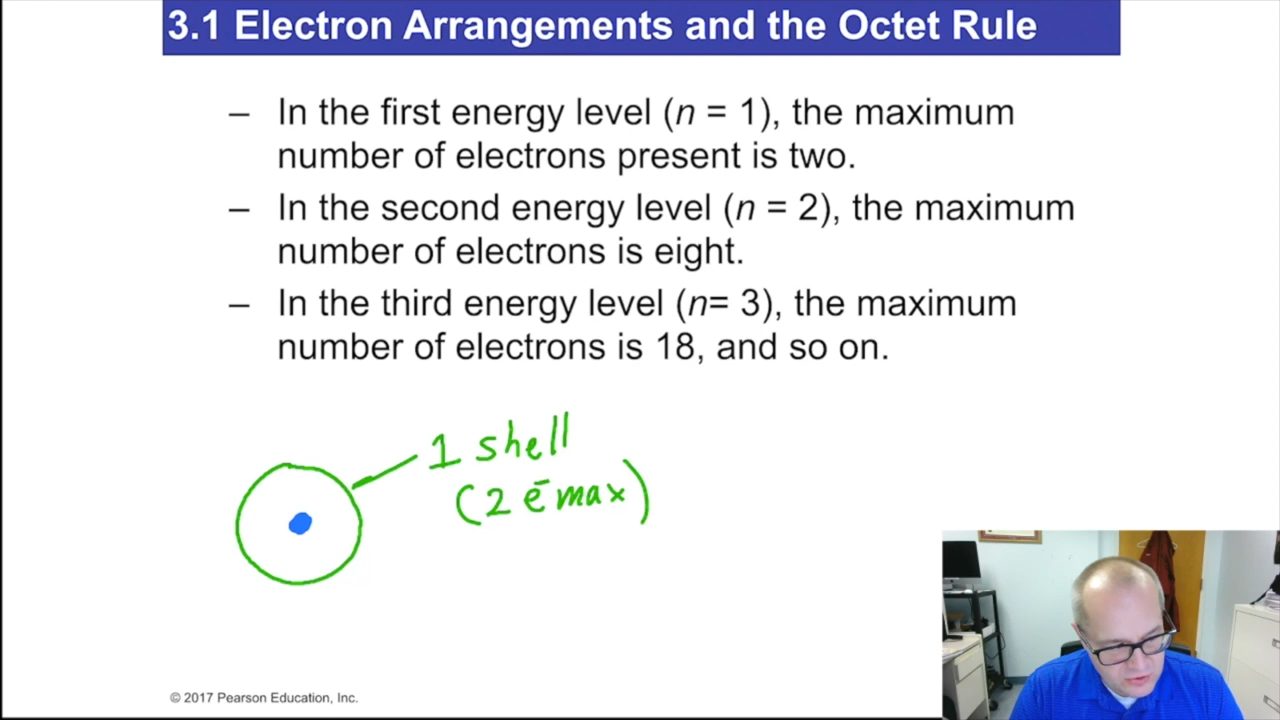 3.1 Electron Arrangements and the Octet Rule
– In the first energy level (n = 1), the maximum
number of electrons present is two.
– In the second energy level (n = 2), the maximum
number of electrons is eight.
– In the third energy level (n= 3), the maximum
number of electrons is 18, and so on.
1 shell
(2 e⁻ max)
© 2017 Pearson Education, Inc.